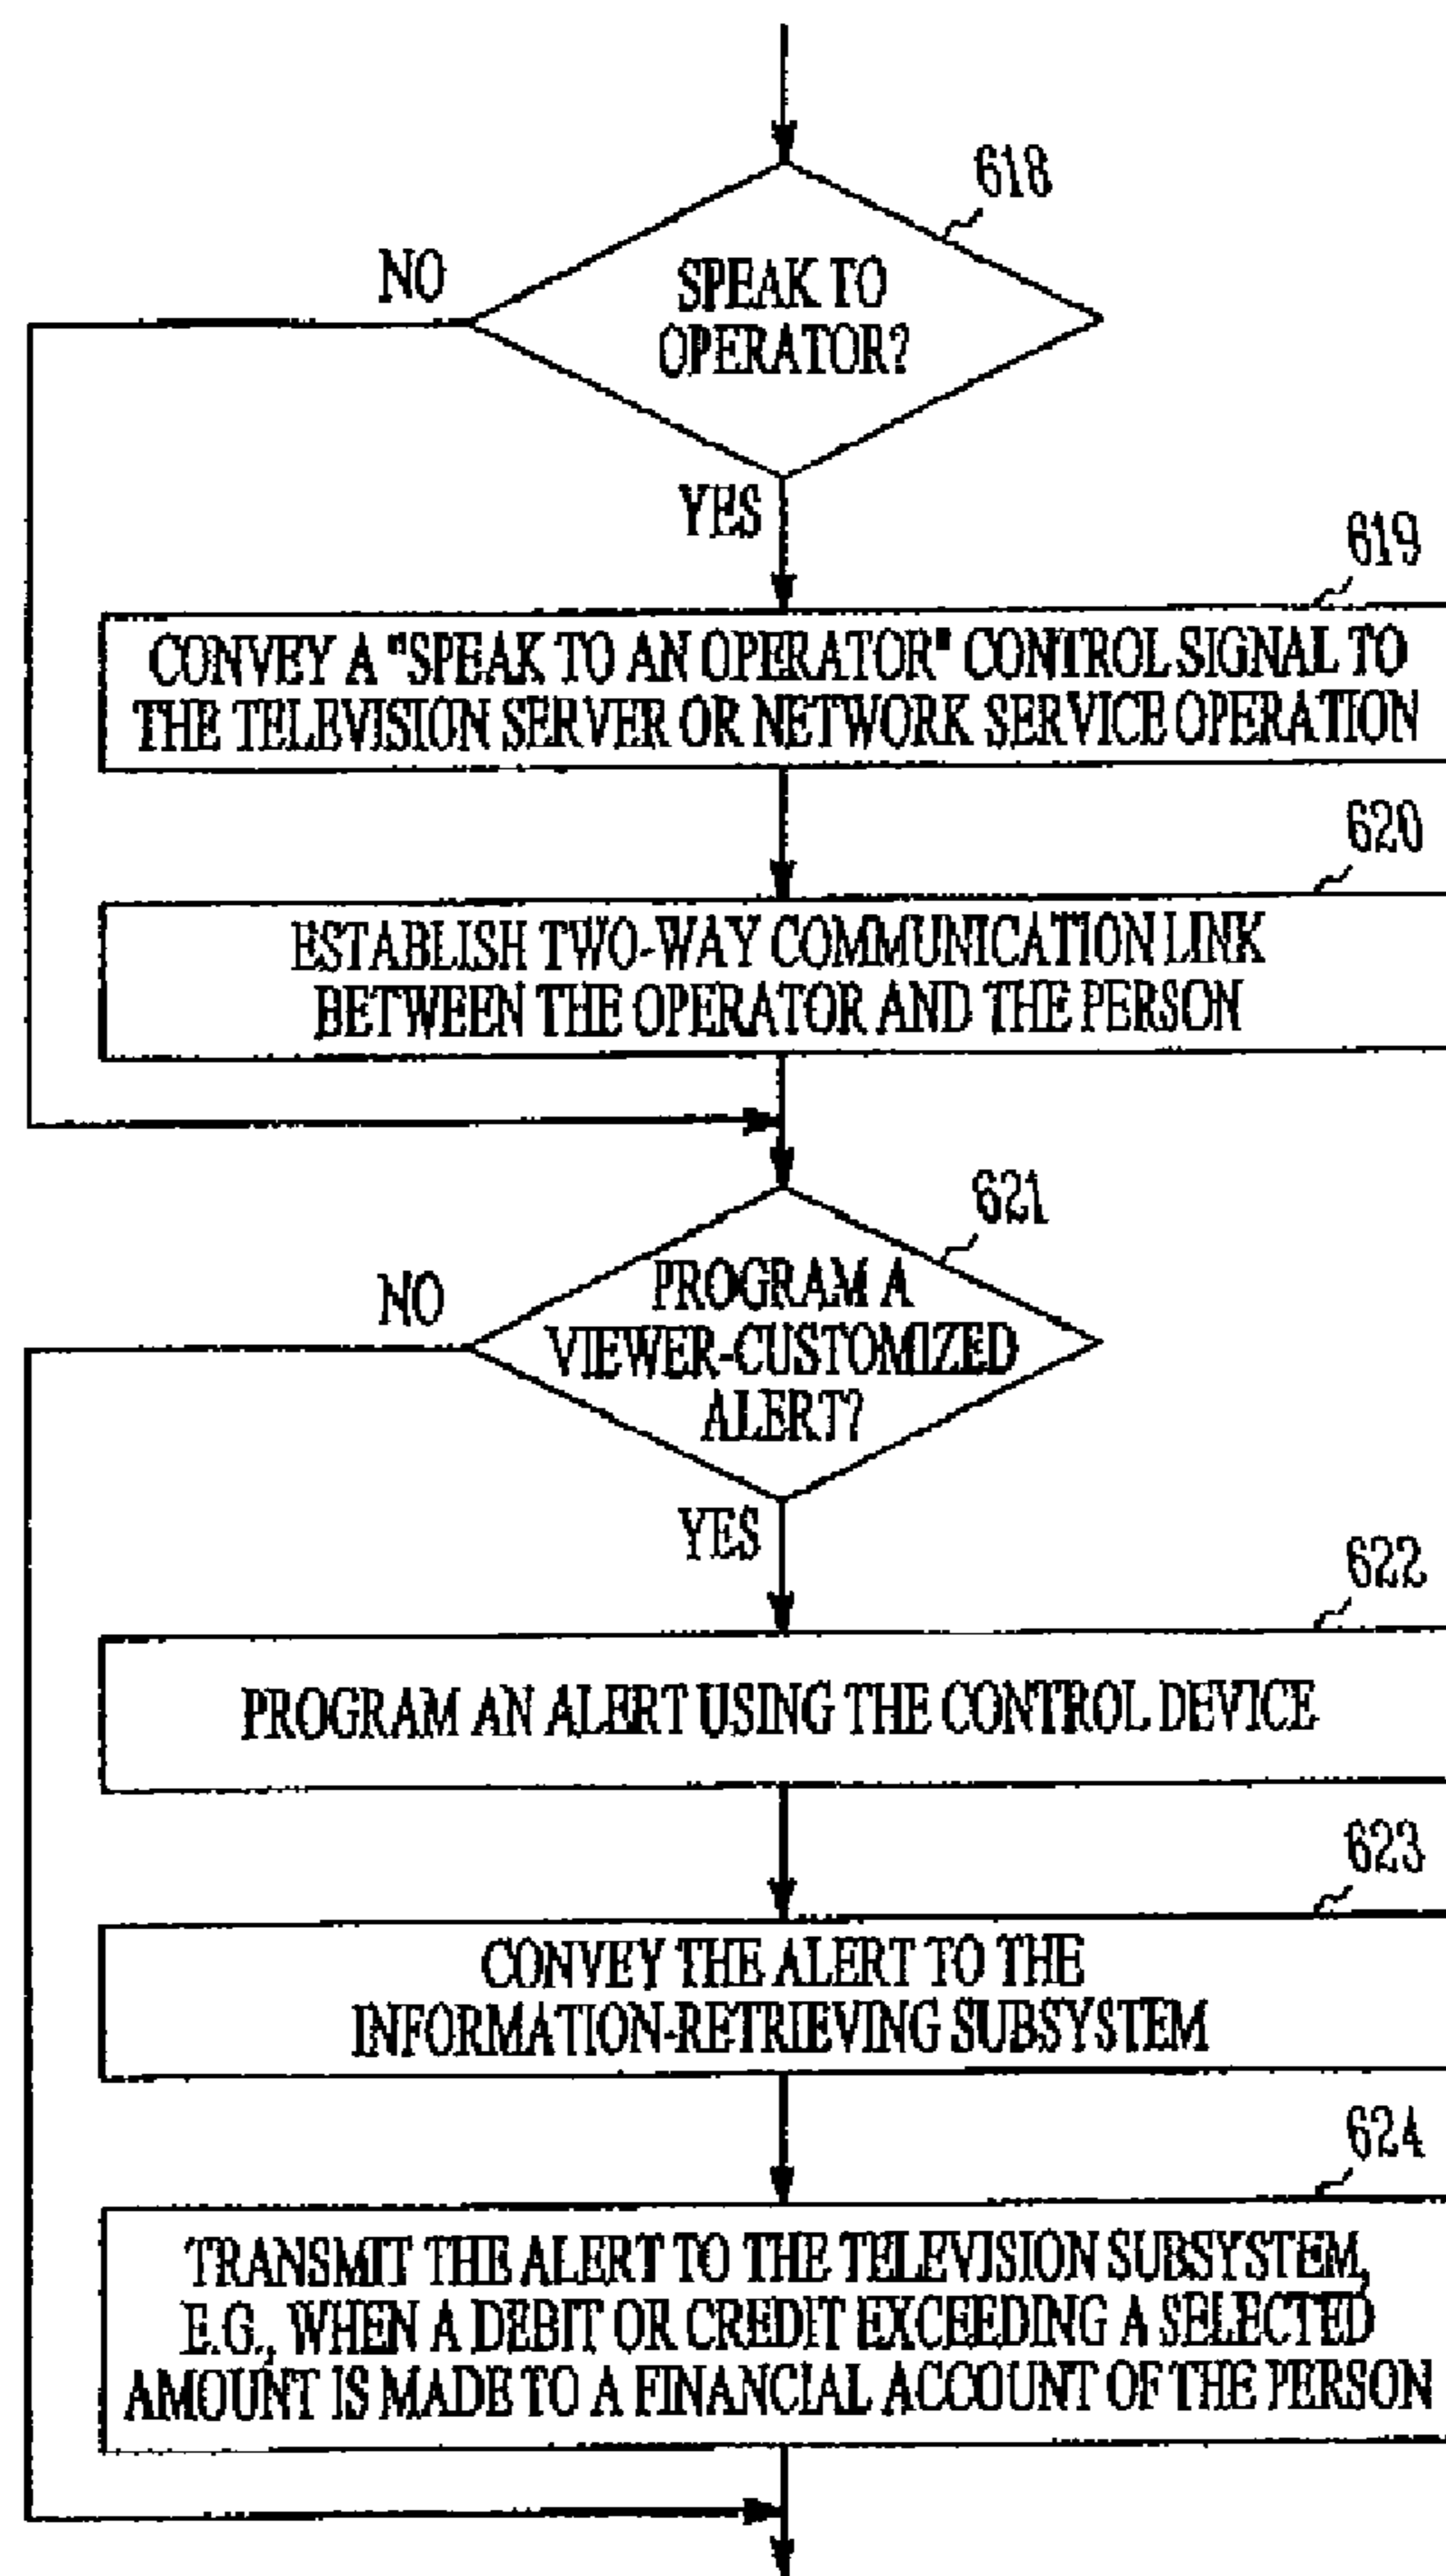 618
NO
SPEAK TO
OPERATOR?
YES
619
CONVEY A "SPEAK TO AN OPERATOR" CONTROL SIGNAL TO
THE TELEVISION SERVER OR NETWORK SERVICE OPERATION
620
ESTABLISH TWO-WAY COMMUNICATION LINK
BETWEEN THE OPERATOR AND THE PERSON
621
NO
PROGRAM A
VIEWER-CUSTOMIZED
ALERT?
YES
622
PROGRAM AN ALERT USING THE CONTROL DEVICE
623
CONVEY THE ALERT TO THE
INFORMATION-RETRIEVING SUBSYSTEM
624
TRANSMIT THE ALERT TO THE TELEVISION SUBSYSTEM,
E.G., WHEN A DEBIT OR CREDIT EXCEEDING A SELECTED
AMOUNT IS MADE TO A FINANCIAL ACCOUNT OF THE PERSON